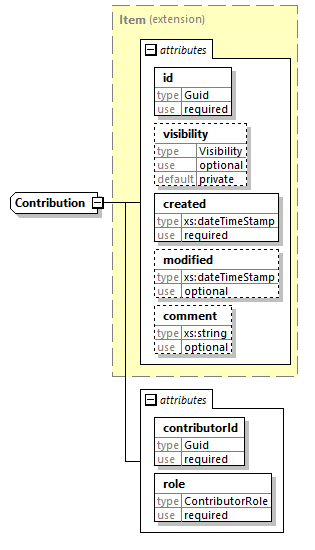 Item (extension)
attributes
id
type Guid
use required
visibility
type Visibility
use optional
default private
Contribution
created
type xs:dateTimeStamp
use required
modified
type xs:dateTimeStamp
use optional
comment
type xs:string
use optional
attributes
contributorId
type Guid
use required
role
type ContributorRole
use required